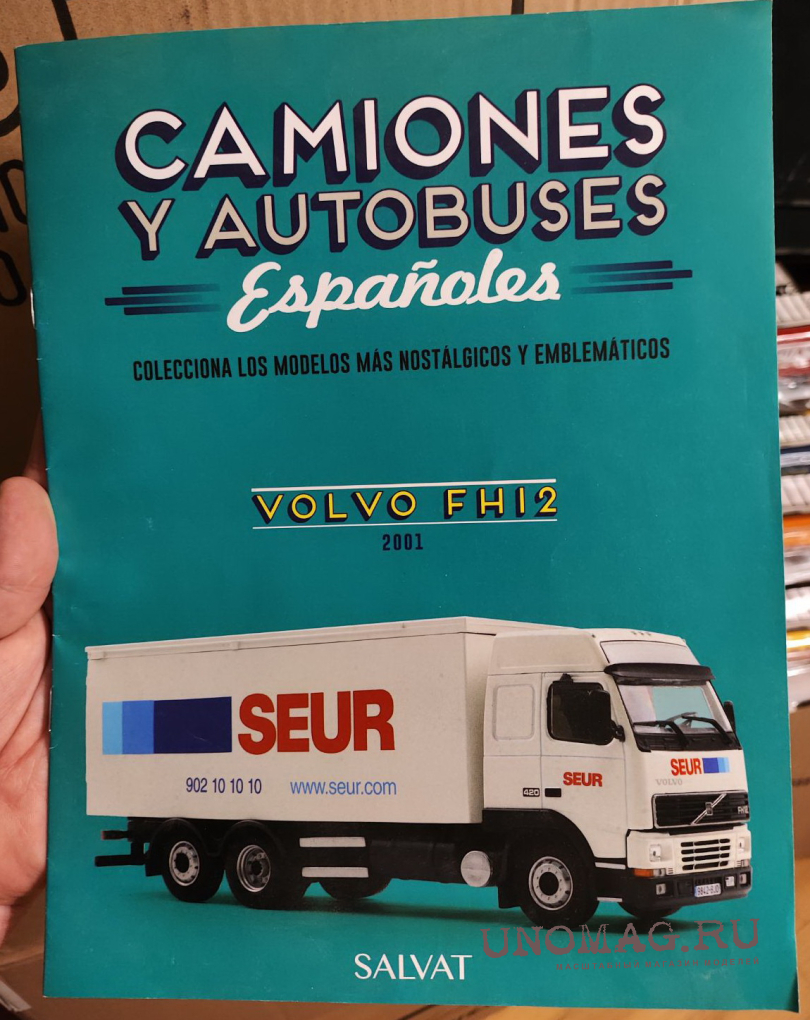 CAMIONES
Y AUTOBUSES
Españoles
COLECCIONA LOS MODELOS MÁS NOSTÁLGICOS Y EMBLEMÁTICOS
VOLVO FH12
2001
SEUR
902 10 10 10 www.seur.com
420
SEUR
SEUR
VOLVO
FH12
SALVAT
UNOMAG.RU